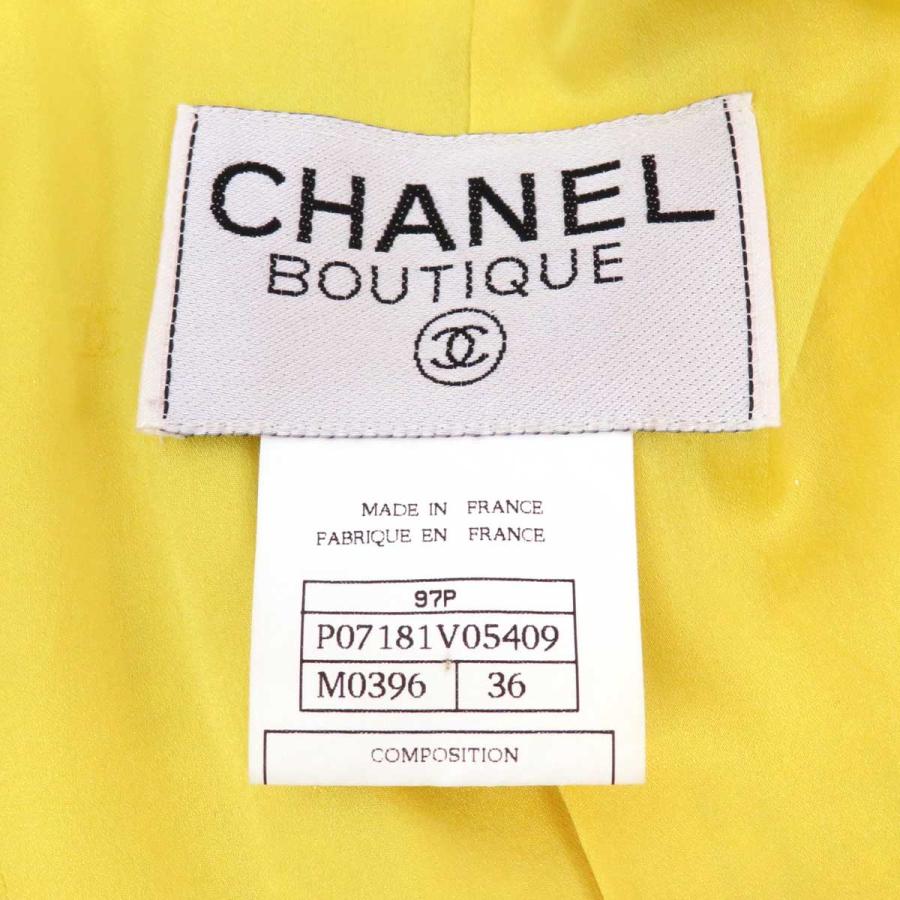 CHANEL
BOUTIQUE
MADE IN FRANCE
FABRIQUE EN FRANCE
97P
P07181V05409
M0396 36
COMPOSITION